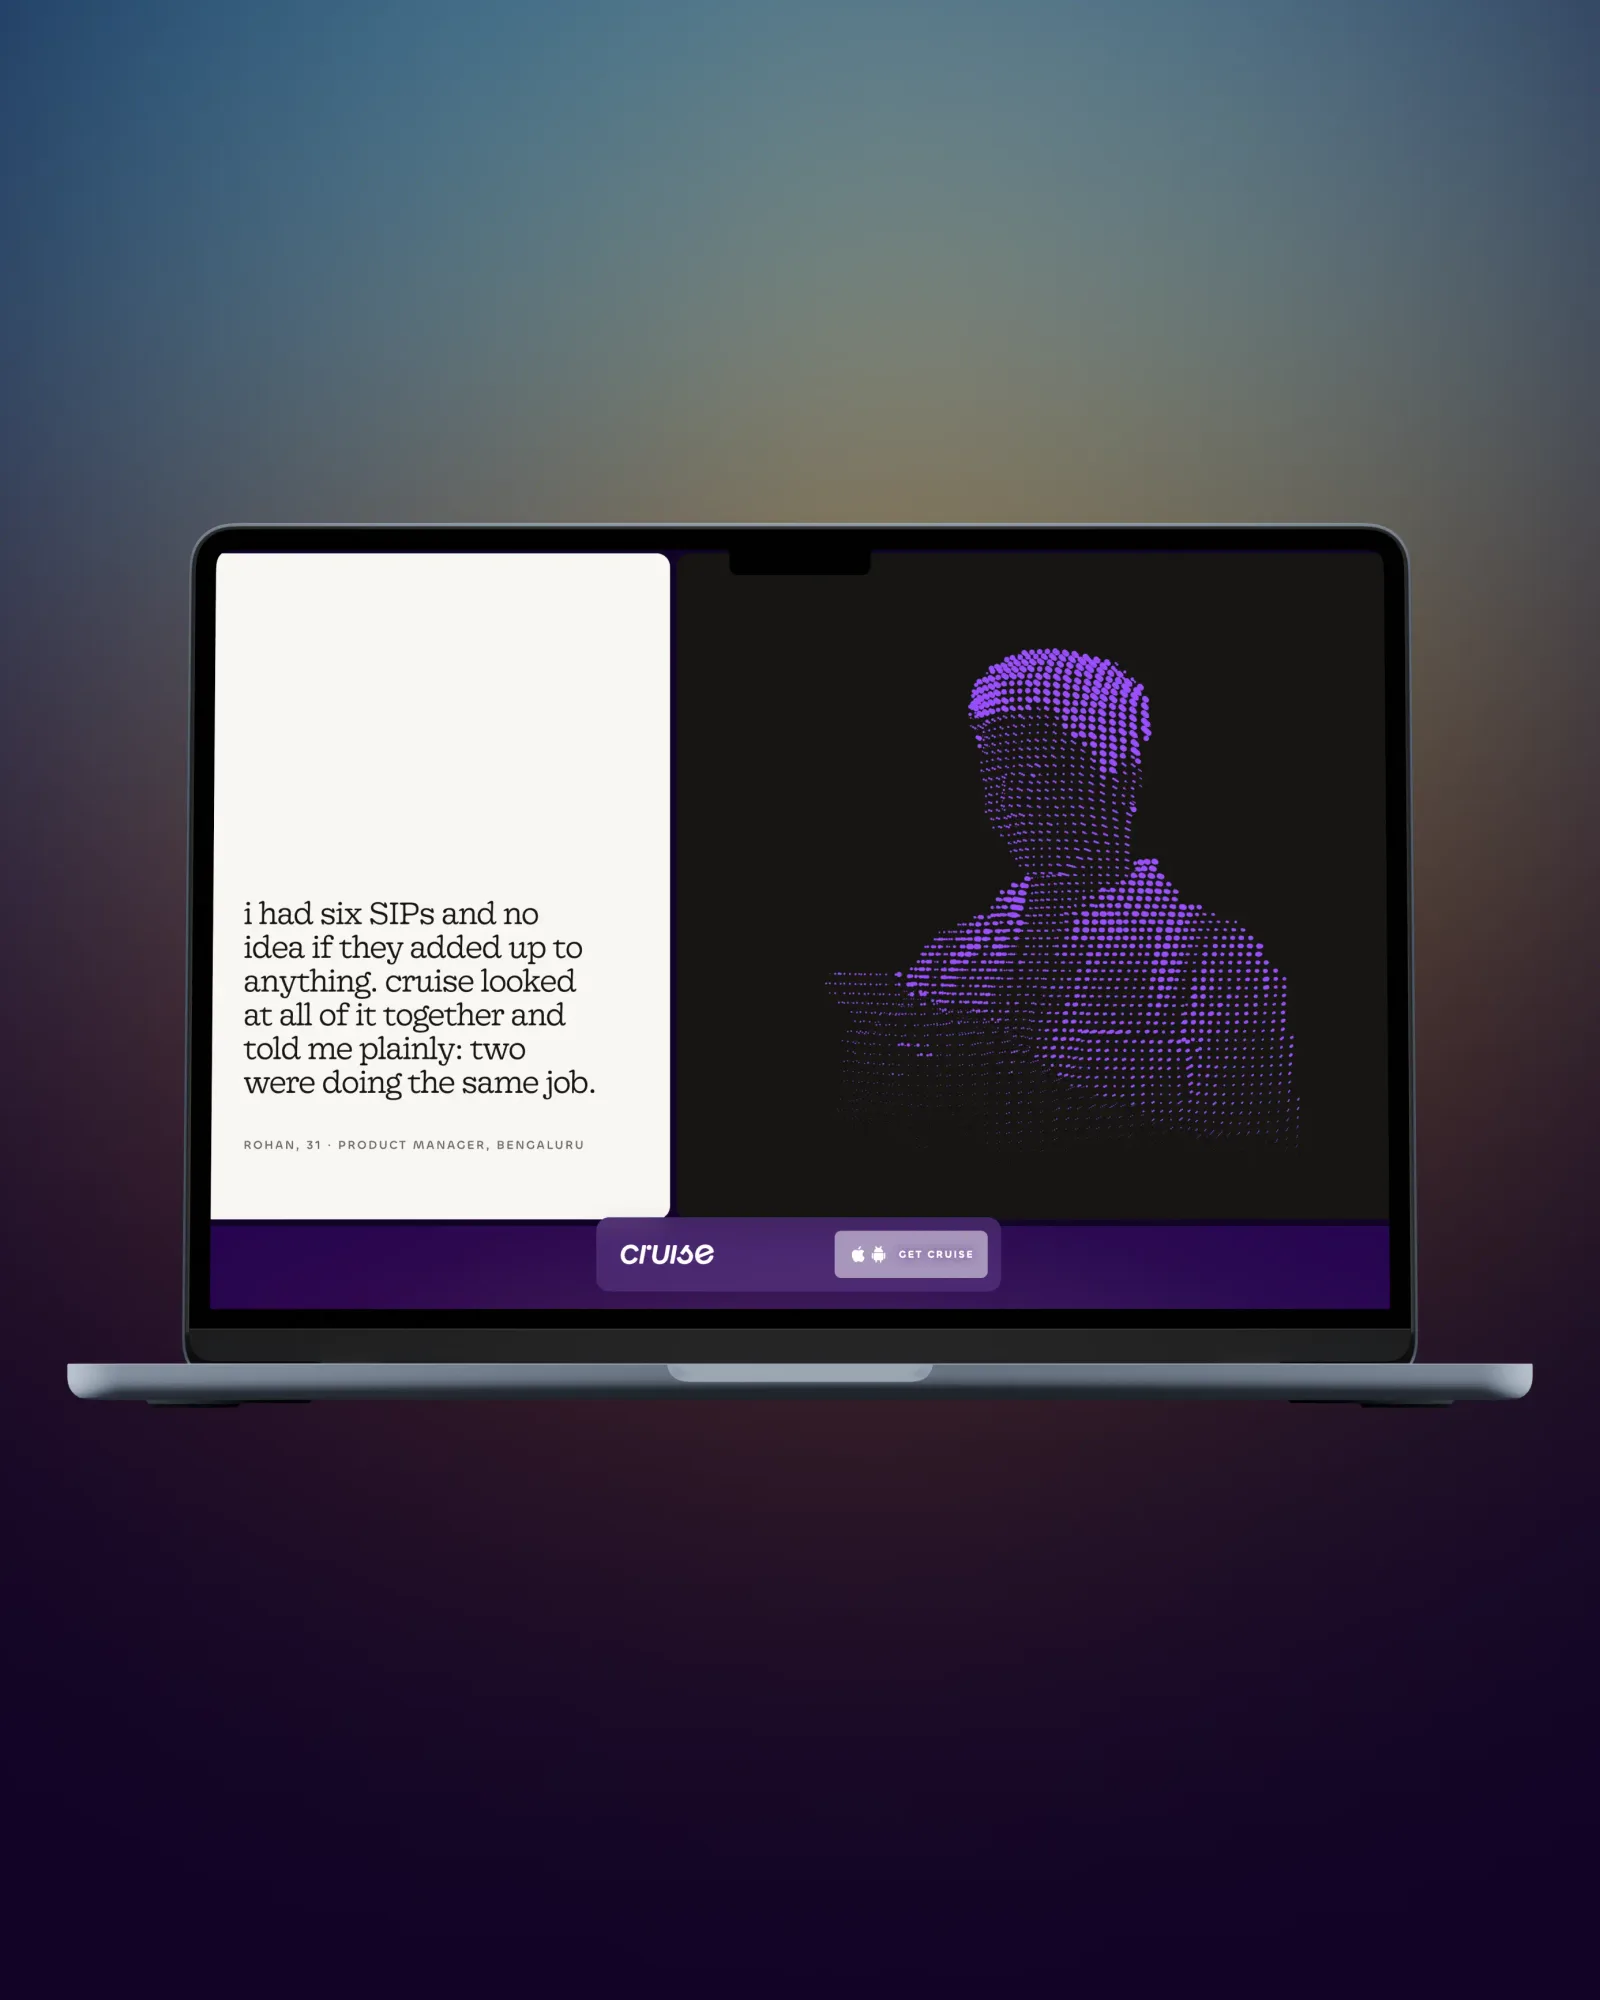 i had six SIPs and no
idea if they added up to
anything. cruise looked
at all of it together and
told me plainly: two
were doing the same job.
ROHAN, 31 · PRODUCT MANAGER, BENGALURU
cruise
GET CRUISE